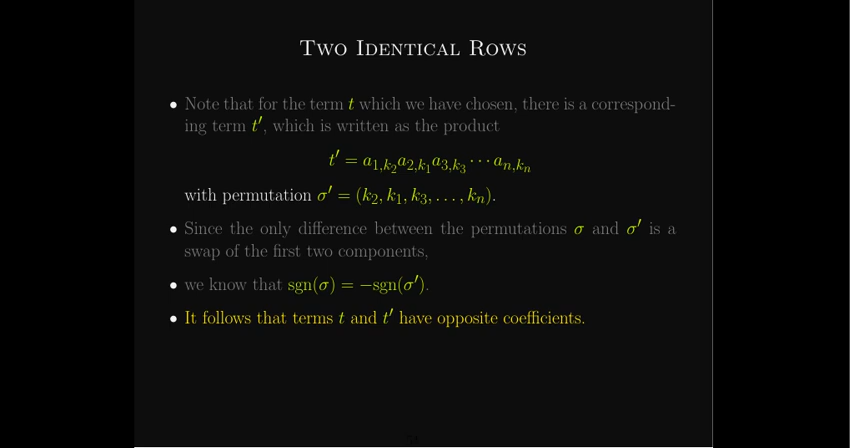 Two Identical Rows
• Note that for the term t which we have chosen, there is a correspond-
ing term t′, which is written as the product
t′ = a_{1,k_2} a_{2,k_1} a_{3,k_3} ⋯ a_{n,k_n}
with permutation σ′ = (k_2, k_1, k_3, . . . , k_n).
• Since the only difference between the permutations σ and σ′ is a
swap of the first two components,
• we know that sgn(σ) = −sgn(σ′).
• It follows that terms t and t′ have opposite coefficients.